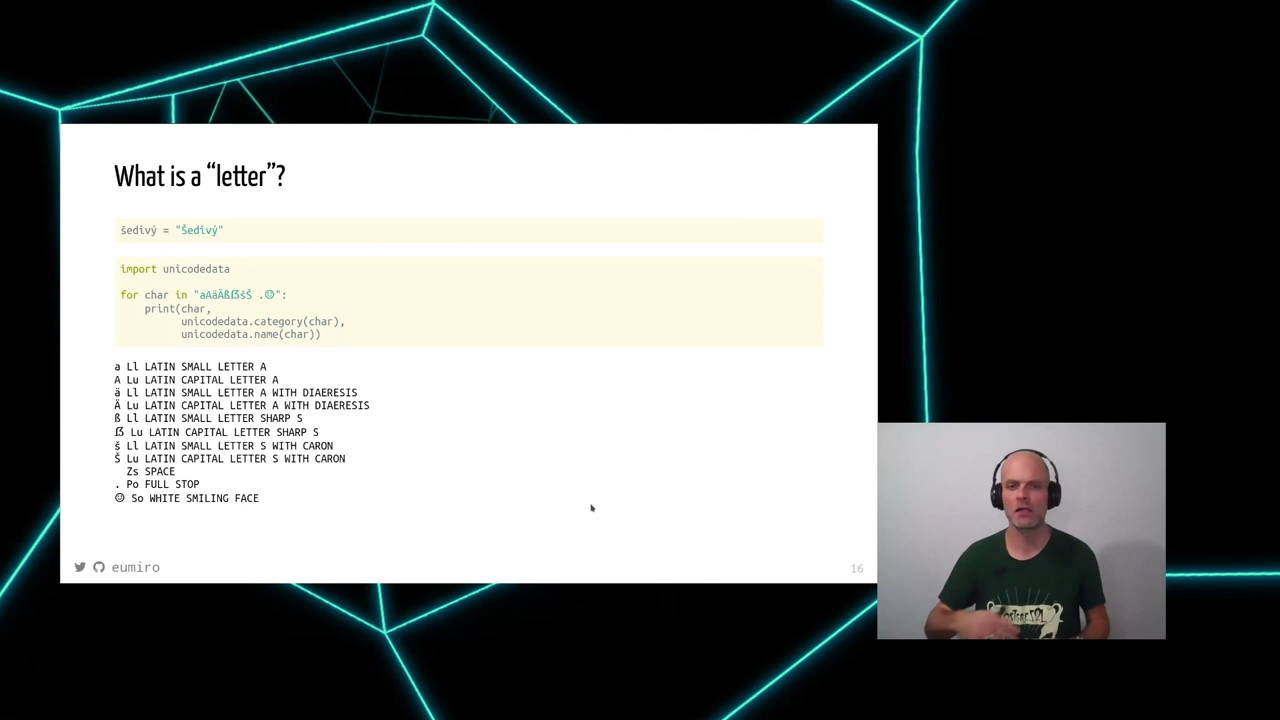 What is a “letter”?
šedivý = "Šedivý"
import unicodedata
for char in "aAäÄßẞšŠ .☺":
print(char,
unicodedata.category(char),
unicodedata.name(char))
a Ll LATIN SMALL LETTER A
A Lu LATIN CAPITAL LETTER A
ä Ll LATIN SMALL LETTER A WITH DIAERESIS
Ä Lu LATIN CAPITAL LETTER A WITH DIAERESIS
ß Ll LATIN SMALL LETTER SHARP S
ẞ Lu LATIN CAPITAL LETTER SHARP S
š Ll LATIN SMALL LETTER S WITH CARON
Š Lu LATIN CAPITAL LETTER S WITH CARON
Zs SPACE
. Po FULL STOP
☺ So WHITE SMILING FACE
eumiro
16